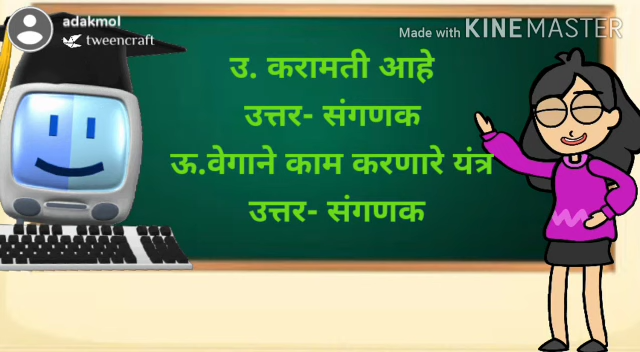 adakmol
tweencraft
Made with KINEMASTER
उ. करामती आहे
उत्तर- संगणक
ऊ.वेगाने काम करणारे यंत्र
उत्तर- संगणक